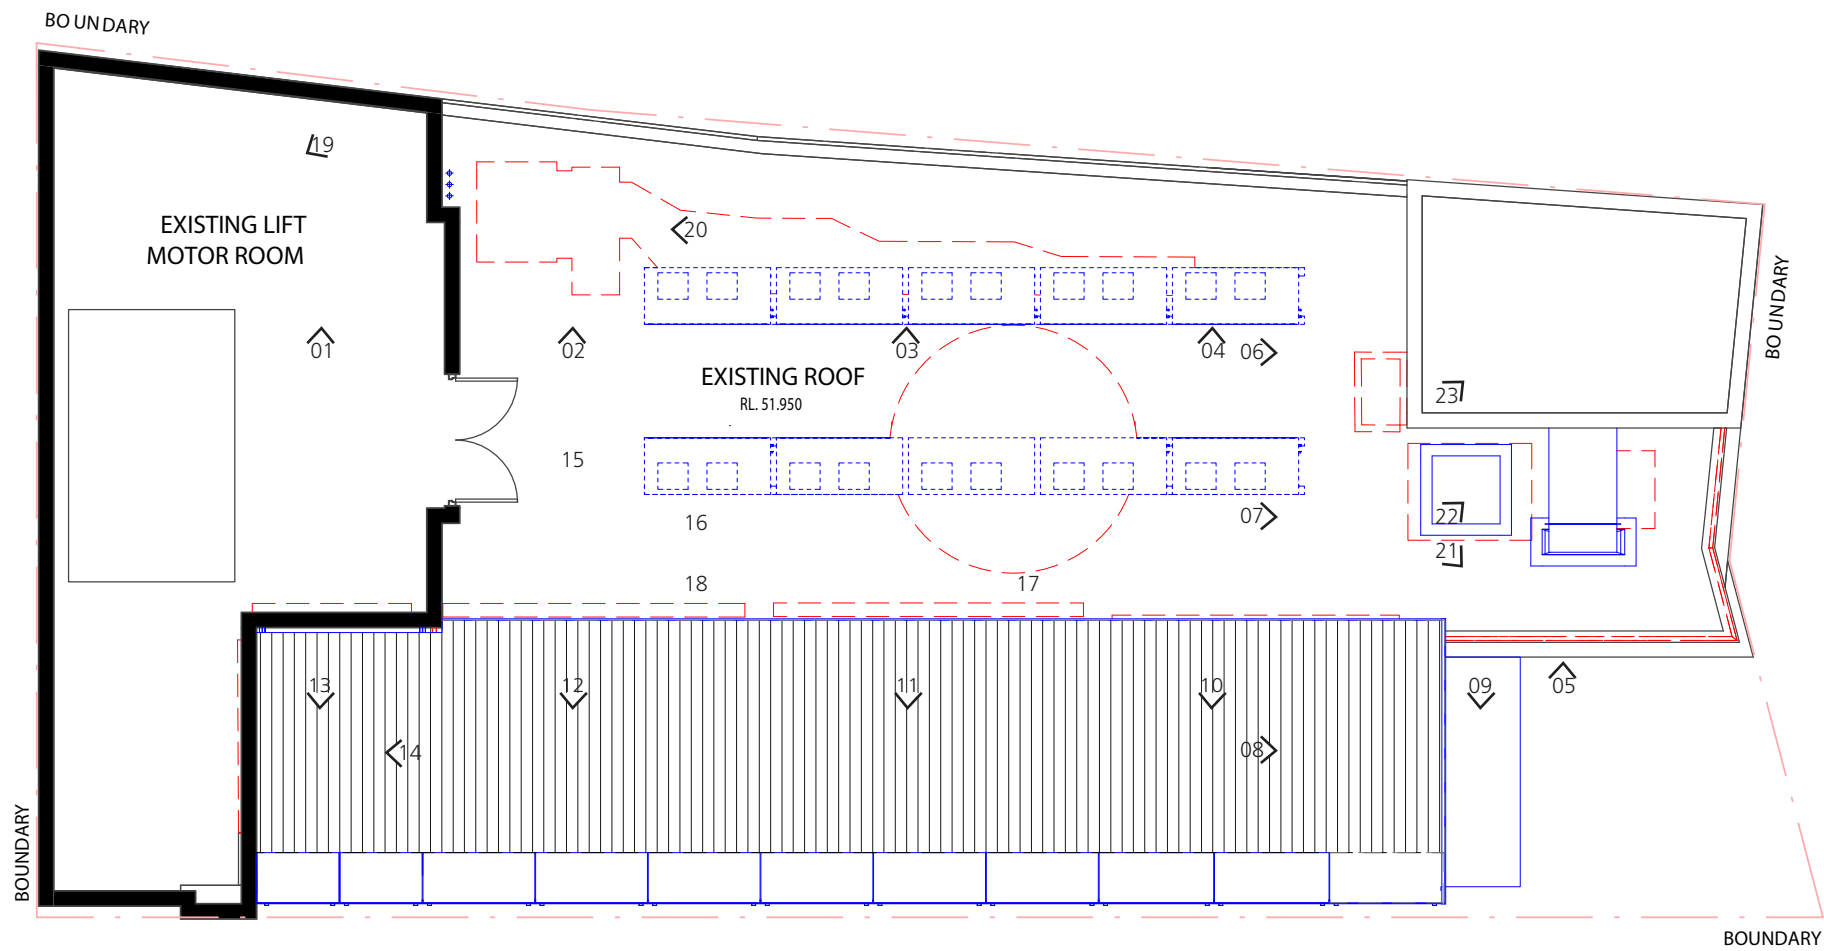 BOUNDARY
19
EXISTING LIFT
MOTOR ROOM
20
BOUNDARY
01
02
03
04
06
EXISTING ROOF
RL. 51.950
23
15
16
07
22
21
18
17
13
12
11
10
09
05
14
08
BOUNDARY
BOUNDARY